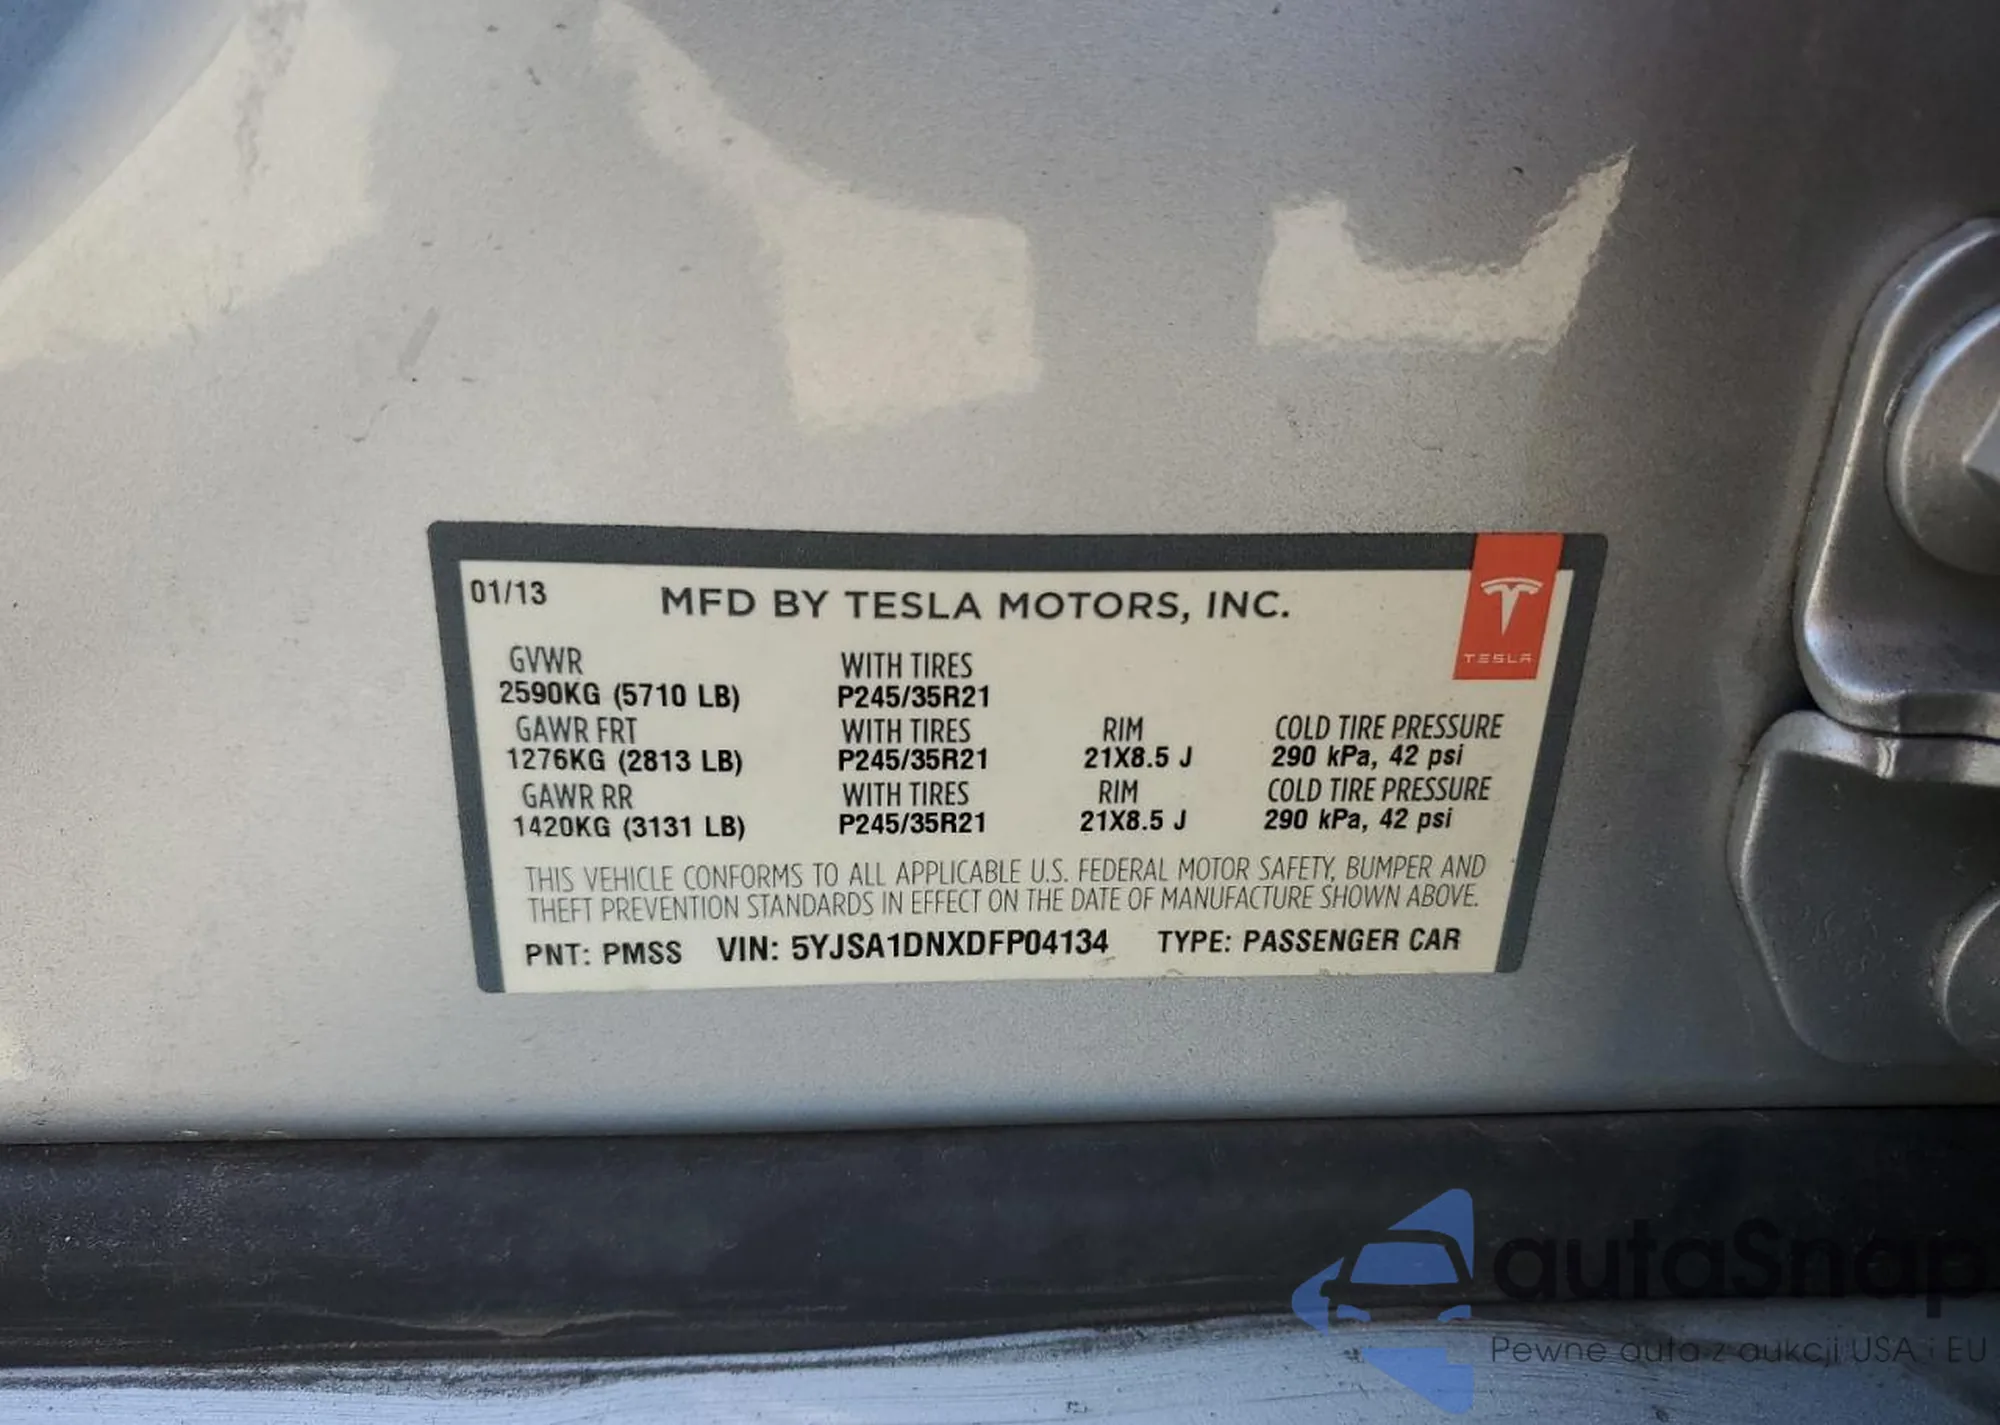 01/13 MFD BY TESLA MOTORS, INC.
TESLA
GVWR WITH TIRES
2590KG (5710 LB) P245/35R21
GAWR FRT WITH TIRES RIM COLD TIRE PRESSURE
1276KG (2813 LB) P245/35R21 21X8.5 J 290 kPa, 42 psi
GAWR RR WITH TIRES RIM COLD TIRE PRESSURE
1420KG (3131 LB) P245/35R21 21X8.5 J 290 kPa, 42 psi
THIS VEHICLE CONFORMS TO ALL APPLICABLE U.S. FEDERAL MOTOR SAFETY, BUMPER AND
THEFT PREVENTION STANDARDS IN EFFECT ON THE DATE OF MANUFACTURE SHOWN ABOVE.
PNT: PMSS VIN: 5YJSA1DNXDFP04134 TYPE: PASSENGER CAR
autaSnap
Pewne auta z aukcji USA i EU